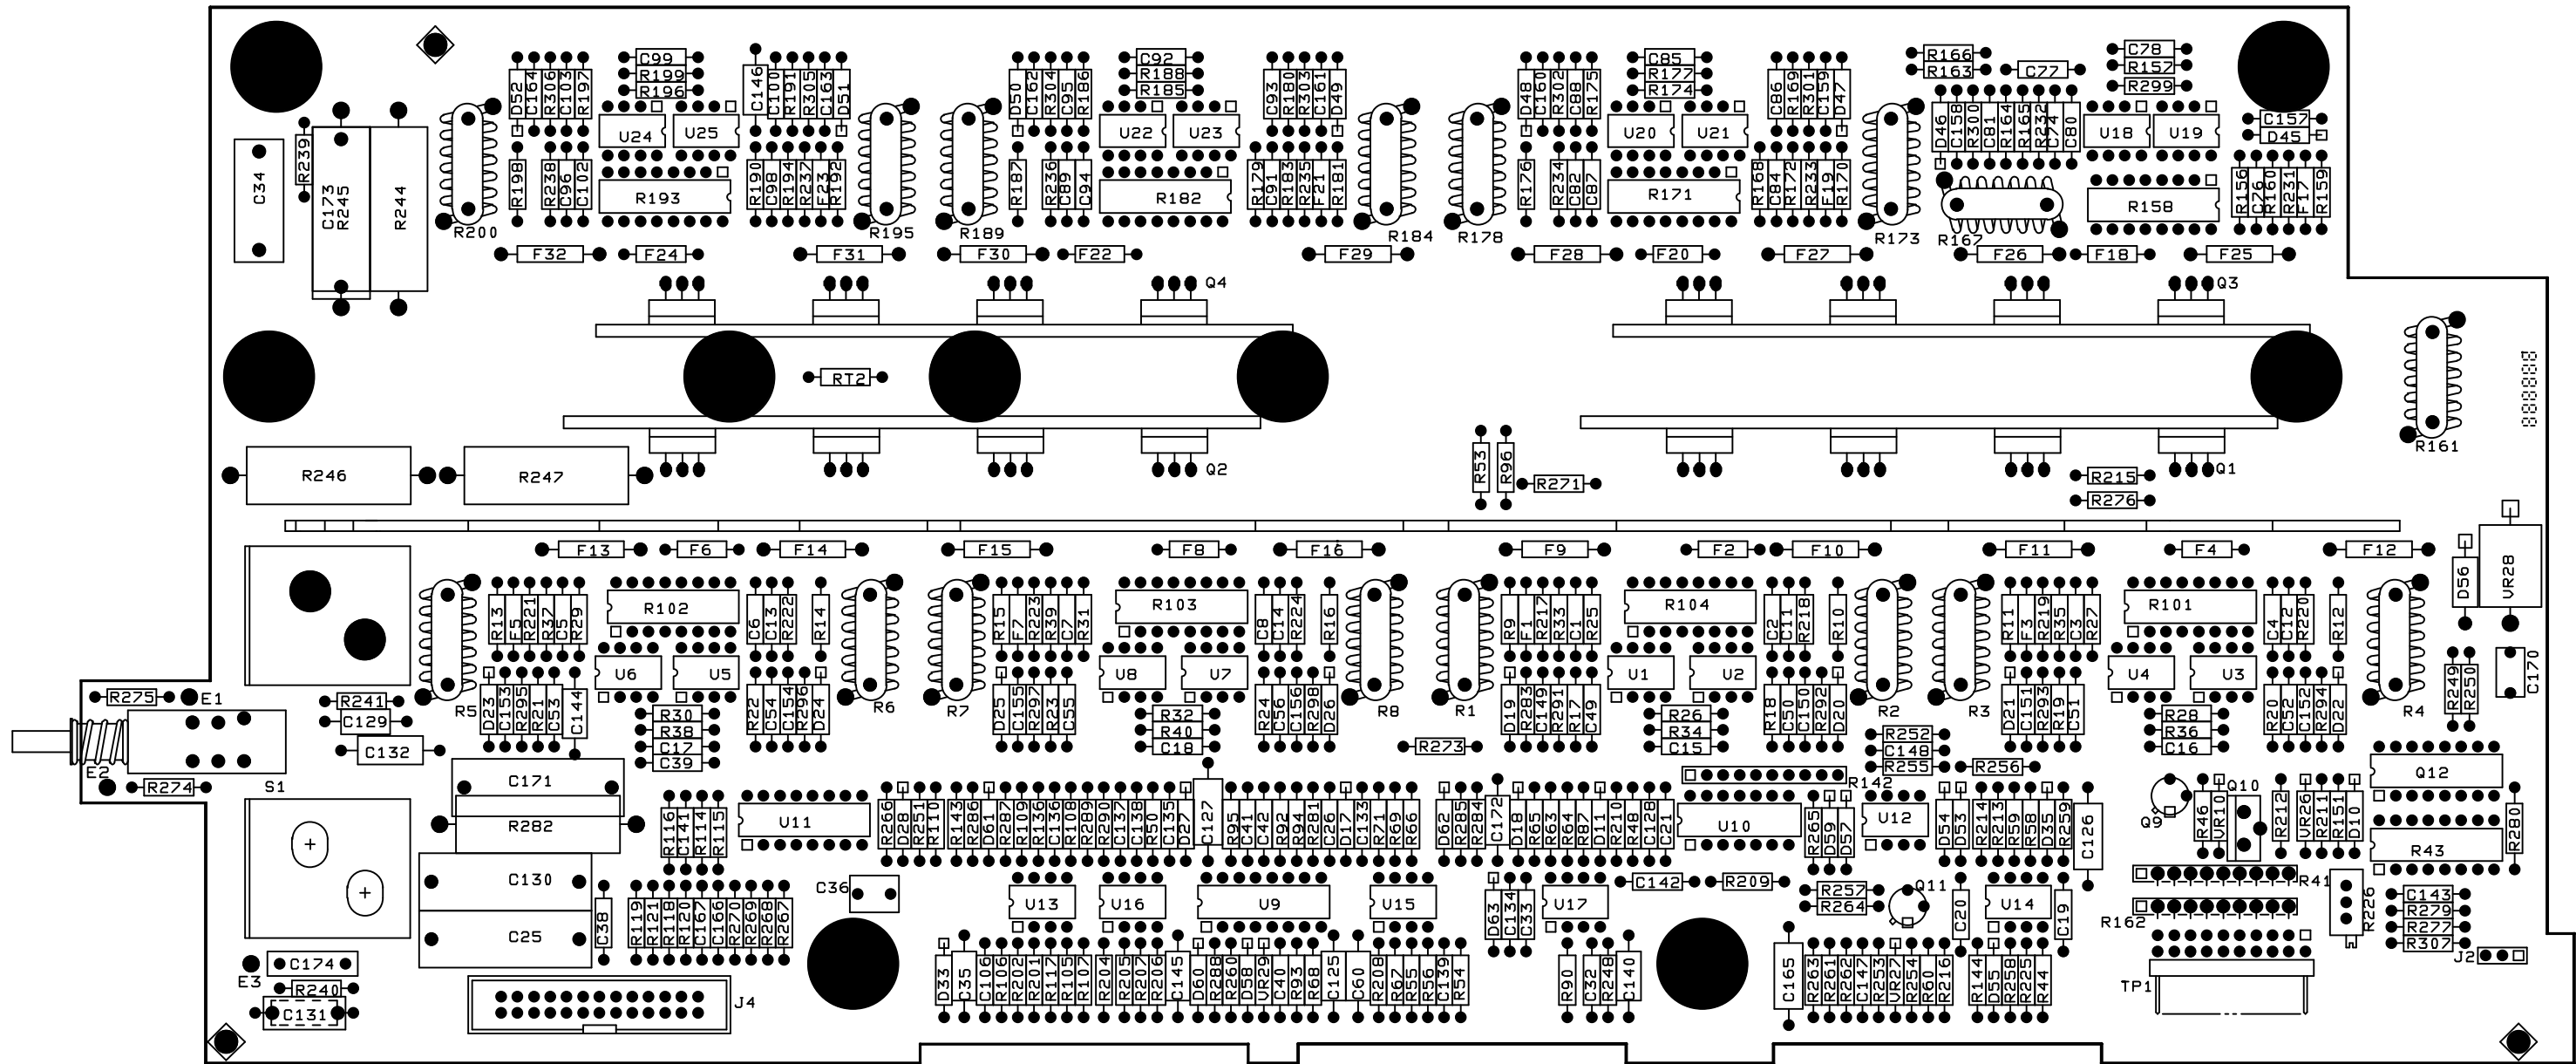 D52 C164 R306 C103 R197
C99
R199
R196
C146 C100 R191 R305 C163 D51
D50 C162 R304 C95 R186
C92
R188
R185
C93 R180 R303 C161 D49
D48 C160 R302 C88 R175
C85
R177
R174
C86 R169 R301 C159 D47
R166
R163
C77
C78
R157
R299
D46 C158 R300 C81 R164 R165 R232 C74 C80
C157
D45
U24 U25 U22 U23 U20 U21 U18 U19
C34 R239 C173 R245 R244
R198 R238 C96 C102
R193
R190 C98 R194 R237 F23 R192
R187 R236 C89 C94
R182
R179 C91 R183 R235 F21 R181
R176 R234 C82 C87
R171
R168 C84 R172 R233 F19 R170
R158
R156 C76 R160 R231 F17 R159
R200 R195 R189 R184 R178 R173 R167
F32 F24 F31 F30 F22 F29 F28 F20 F27 F26 F18 F25
Q4 Q3
RT2
R161
R246 R247
Q2 Q1
R53 R96 R271
R215
R276
F13 F6 F14 F15 F8 F16 F9 F2 F10 F11 F4 F12
D56 VR28
R13 F5 R221 R37 C5 R29
R102
C6 C13 R222 R14
R15 F7 R223 R39 C7 R31
R103
C8 C14 R224 R16
R9 F1 R217 R33 C1 R25
R104
C2 C11 R218 R10
R11 F3 R219 R35 C3 R27
R101
C4 C12 R220 R12
U6 U5 U8 U7 U1 U2 U4 U3
R249 R250 C170
R275 E1
R241
C129
C132
R5 R6 R7 R8 R1 R2 R3 R4
D23 C153 R295 R21 C53 C144
R30
R38
C17
C39
R22 C54 C154 R296 D24
D25 C155 R297 R23 C55
R32
R40
C18
R24 C56 C156 R298 D26
R273
D19 R283 C149 R291 R17 C49
R26
R34
C15
R18 C50 C150 R292 D20
R252
C148
R255
R256
D21 C151 R293 R19 C51
R28
R36
C16
R20 C52 C152 R294 D22
E2
R274
S1
C171
R282
R116 C141 R114 R115
U11
R266 D28 R251 R110 R143 R286 D61 R287 R109 R136 C136 R108 R289 R290 C137 C138 R50 C135 D27 C127 R95 C41 C42 R92 R94 R281 C26 D17 C133 R71 R69 R66
D62 R285 R284 C172 D18 R65 R63 R64 R87 D11 R210 R48 C128 C21
R142
U10
R265 D59 D57
U12
D54 D53 R214 R213 R59 R58 D35 R259 C126
Q9 R46 VR10 Q10 R212 VR26 R211 R151 D10
Q12
R43
R280
C130
C25
C38 R119 R121 R118 R120 C167 C166 R270 R269 R268 R267
C36
U13 U16 U9 U15
D63 C134 C33
U17
C142 R209
R257
R264
Q11
C20 U14 C19
R41
R162
R226
C143
R279
R277
R307
J2
C174
E3
R240
C131
J4
D33 C35 C106 R106 R202 R201 R117 R105 R107 R204 R205 R207 R206 C145 D60 R288 R260 D58 VR29 C40 R93 R68 C125 C60 R208 R67 R55 R56 C139 R54
R90 C32 R248 C140
C165 R263 R261 R262 C147 R253 VR27 R254 R60 R216 R144 D55 R258 R225 R44
TP1